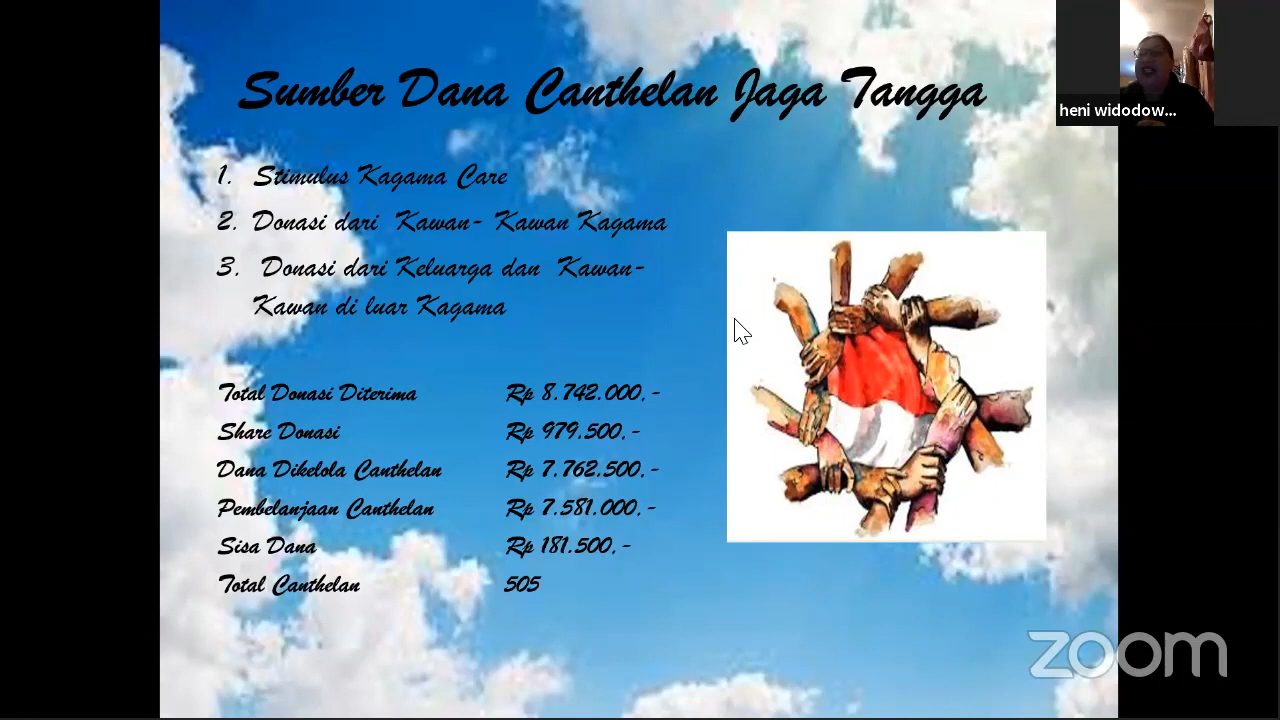 Sumber Dana Canthelan Jaga Tangga
heni widodow...
1. Stimulus Kagama Care
2. Donasi dari Kawan- Kawan Kagama
3. Donasi dari Keluarga dan Kawan-
Kawan di luar Kagama
Total Donasi Diterima Rp 8.742.000,-
Share Donasi Rp 979.500,-
Dana Dikelola Canthelan Rp 7.762.500,-
Pembelanjaan Canthelan Rp 7.581.000,-
Sisa Dana Rp 181.500,-
Total Canthelan 505
zoom